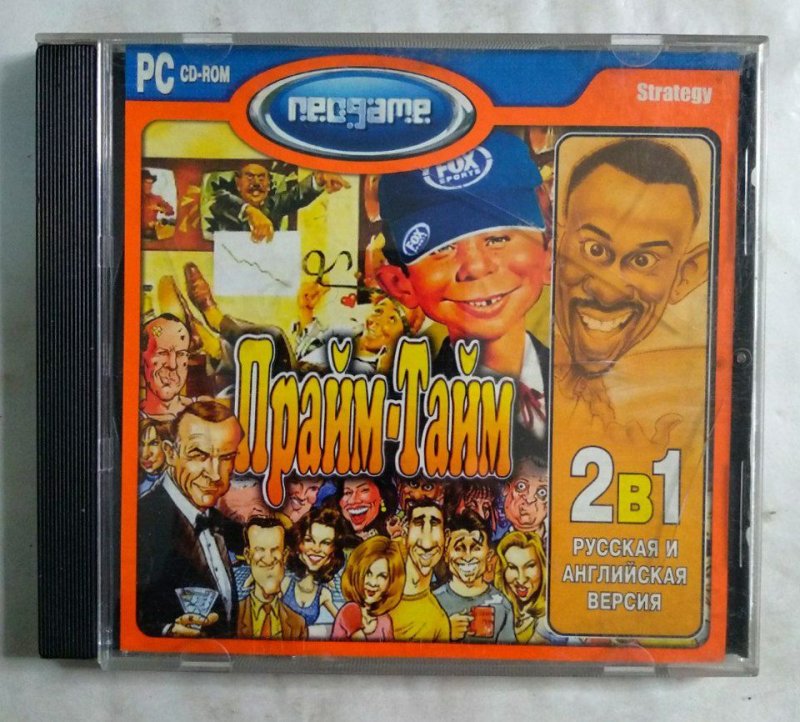 PC CD-ROM
neogame
Strategy
FOX
SPORTS
FOX
Прайм-Тайм
2в1
РУССКАЯ И
АНГЛИЙСКАЯ
ВЕРСИЯ